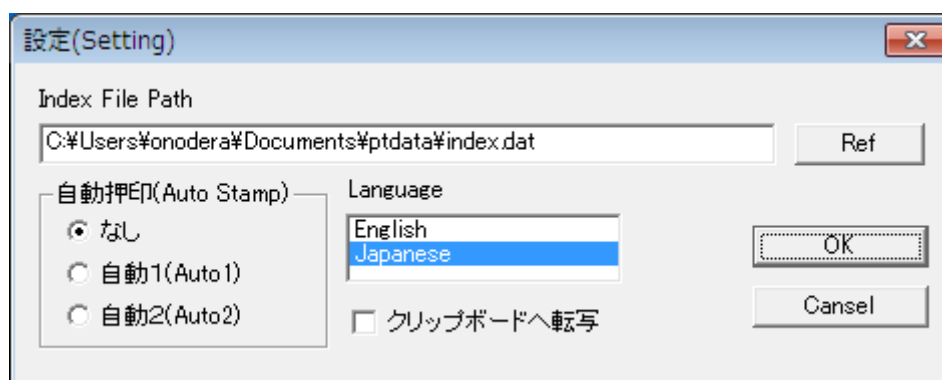 設定(Setting)
Index File Path
C:¥Users¥onodera¥Documents¥ptdata¥index.dat
Ref
自動押印(Auto Stamp)
なし
自動1(Auto1)
自動2(Auto2)
Language
English
Japanese
クリップボードへ転写
OK
Cansel